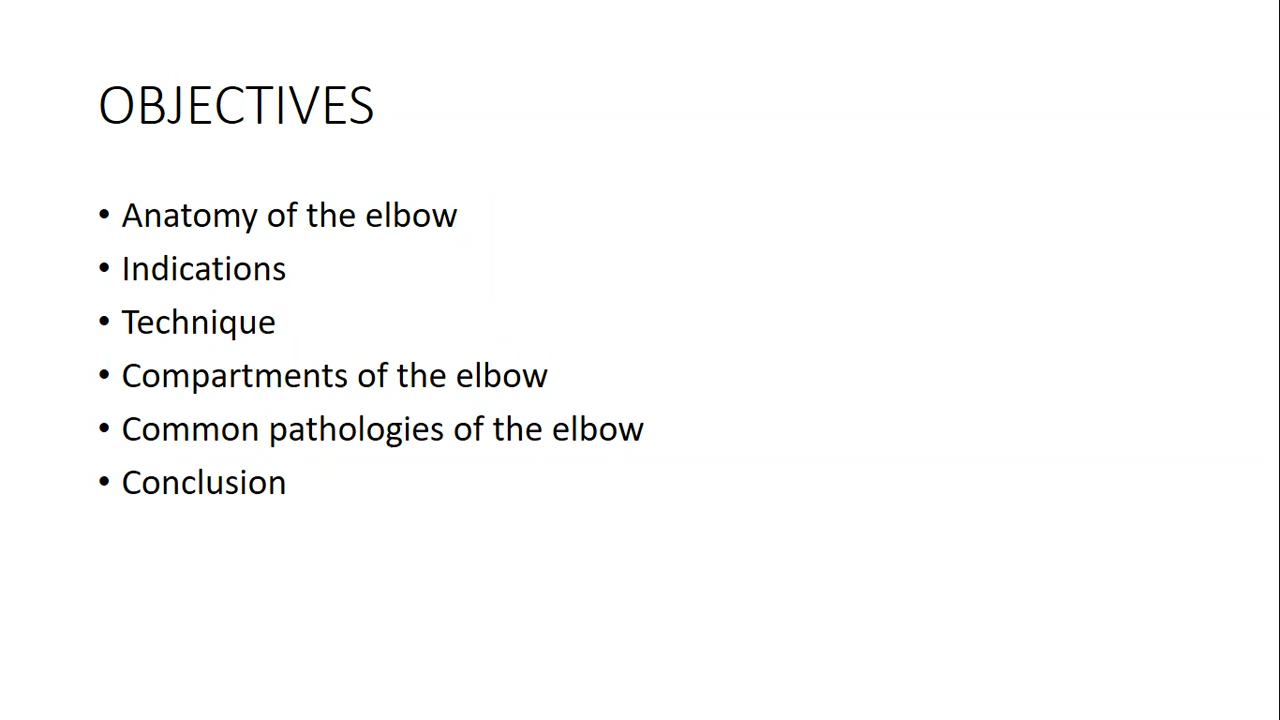 OBJECTIVES
• Anatomy of the elbow
• Indications
• Technique
• Compartments of the elbow
• Common pathologies of the elbow
• Conclusion